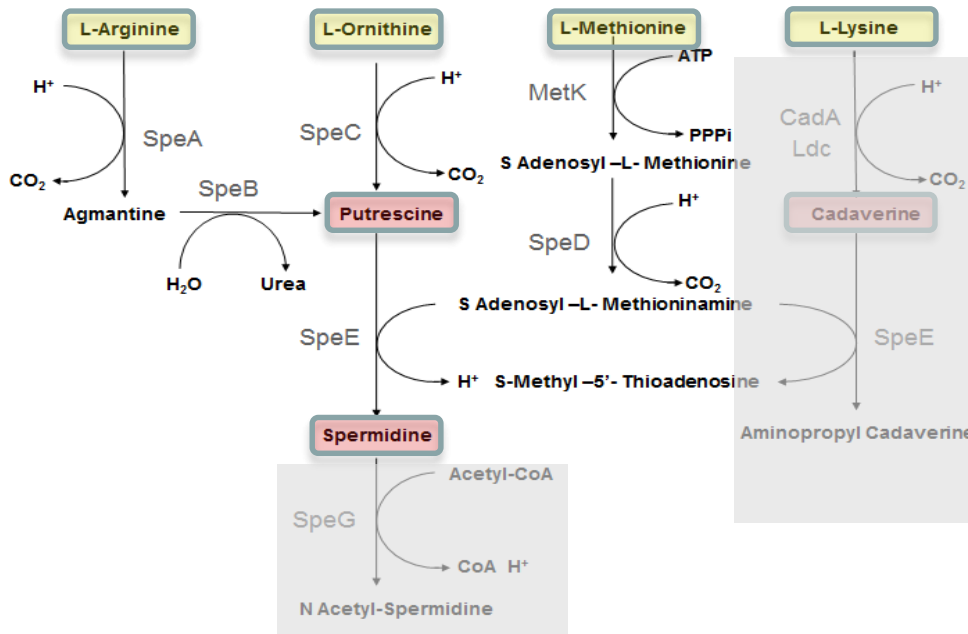 L-Arginine
L-Ornithine
L-Methionine
L-Lysine
H⁺
H⁺
ATP
H⁺
MetK
SpeA
SpeC
CadA
Ldc
PPPi
CO₂
CO₂
S Adenosyl –L- Methionine
CO₂
SpeB
Agmantine
Putrescine
H⁺
Cadaverine
SpeD
H₂O
Urea
CO₂
S Adenosyl –L- Methioninamine
SpeE
SpeE
H⁺
S-Methyl –5’- Thioadenosine
Spermidine
Aminopropyl Cadaverine
Acetyl-CoA
SpeG
CoA H⁺
N Acetyl-Spermidine